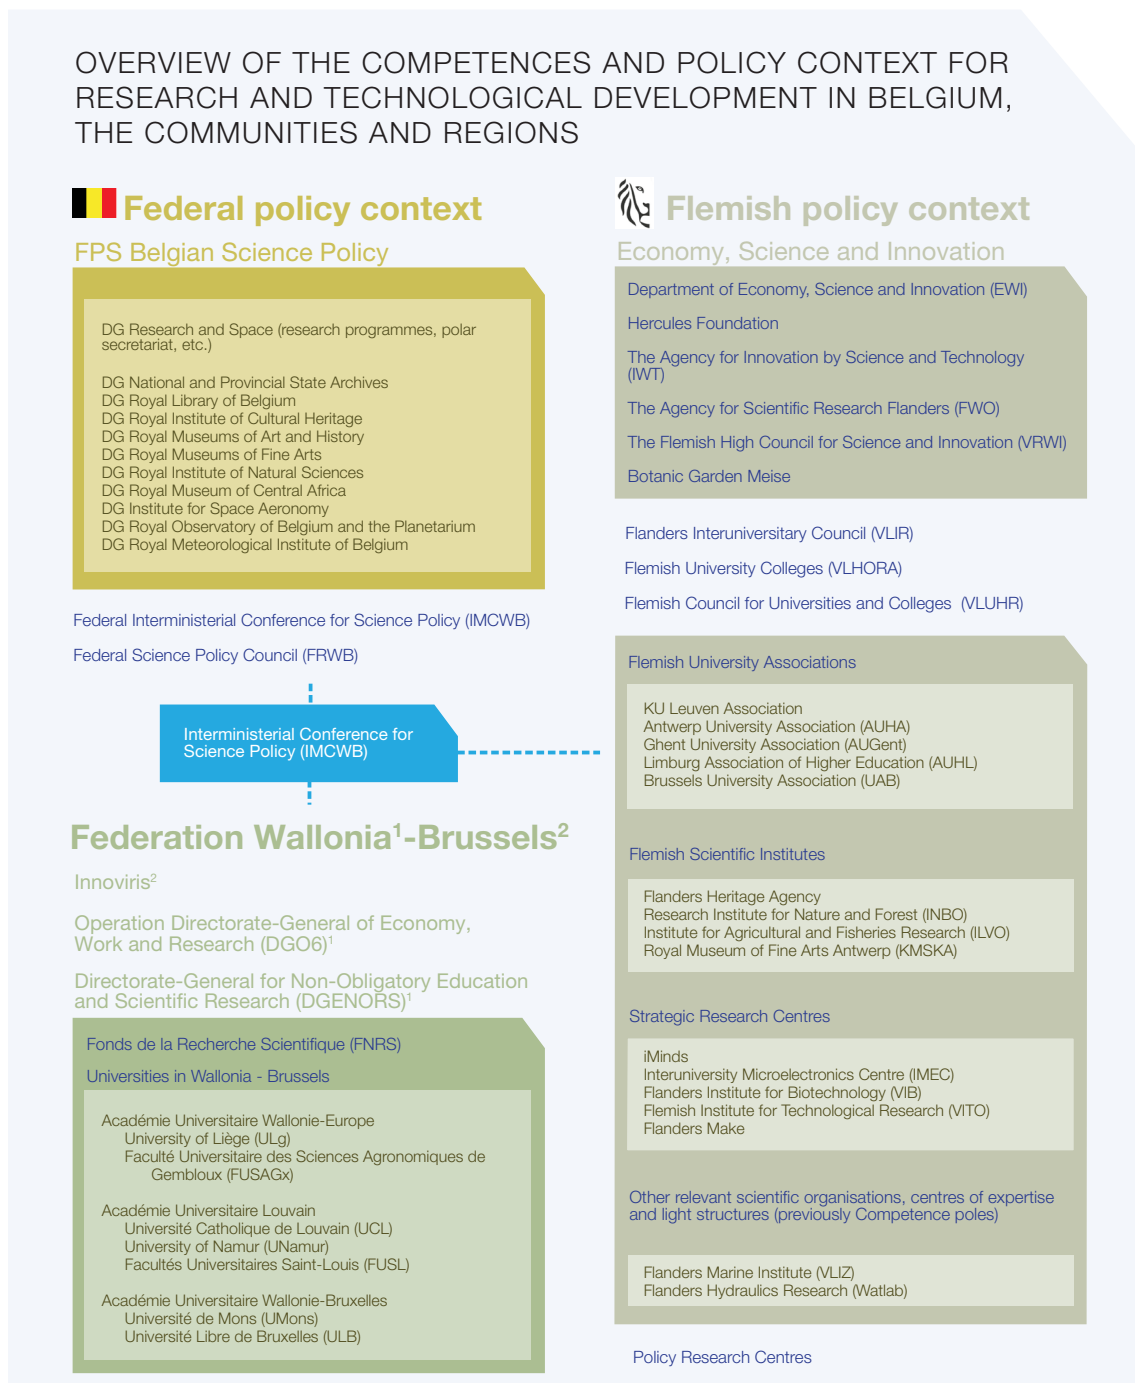 OVERVIEW OF THE COMPETENCES AND POLICY CONTEXT FOR
RESEARCH AND TECHNOLOGICAL DEVELOPMENT IN BELGIUM,
THE COMMUNITIES AND REGIONS
Federal policy context
FPS Belgian Science Policy
DG Research and Space (research programmes, polar
secretariat, etc.)
DG National and Provincial State Archives
DG Royal Library of Belgium
DG Royal Institute of Cultural Heritage
DG Royal Museums of Art and History
DG Royal Museums of Fine Arts
DG Royal Institute of Natural Sciences
DG Royal Museum of Central Africa
DG Institute for Space Aeronomy
DG Royal Observatory of Belgium and the Planetarium
DG Royal Meteorological Institute of Belgium
Federal Interministerial Conference for Science Policy (IMCWB)
Federal Science Policy Council (FRWB)
Interministerial Conference for
Science Policy (IMCWB)
Federation Wallonia¹-Brussels²
Innoviris²
Operation Directorate-General of Economy,
Work and Research (DGO6)¹
Directorate-General for Non-Obligatory Education
and Scientific Research (DGENORS)¹
Fonds de la Recherche Scientifique (FNRS)
Universities in Wallonia - Brussels
Académie Universitaire Wallonie-Europe
University of Liège (ULg)
Faculté Universitaire des Sciences Agronomiques de
Gembloux (FUSAGx)
Académie Universitaire Louvain
Université Catholique de Louvain (UCL)
University of Namur (UNamur)
Facultés Universitaires Saint-Louis (FUSL)
Académie Universitaire Wallonie-Bruxelles
Université de Mons (UMons)
Université Libre de Bruxelles (ULB)
Flemish policy context
Economy, Science and Innovation
Department of Economy, Science and Innovation (EWI)
Hercules Foundation
The Agency for Innovation by Science and Technology
(IWT)
The Agency for Scientific Research Flanders (FWO)
The Flemish High Council for Science and Innovation (VRWI)
Botanic Garden Meise
Flanders Interuniversitary Council (VLIR)
Flemish University Colleges (VLHORA)
Flemish Council for Universities and Colleges (VLUHR)
Flemish University Associations
KU Leuven Association
Antwerp University Association (AUHA)
Ghent University Association (AUGent)
Limburg Association of Higher Education (AUHL)
Brussels University Association (UAB)
Flemish Scientific Institutes
Flanders Heritage Agency
Research Institute for Nature and Forest (INBO)
Institute for Agricultural and Fisheries Research (ILVO)
Royal Museum of Fine Arts Antwerp (KMSKA)
Strategic Research Centres
iMinds
Interuniversity Microelectronics Centre (IMEC)
Flanders Institute for Biotechnology (VIB)
Flemish Institute for Technological Research (VITO)
Flanders Make
Other relevant scientific organisations, centres of expertise
and light structures (previously Competence poles)
Flanders Marine Institute (VLIZ)
Flanders Hydraulics Research (Watlab)
Policy Research Centres